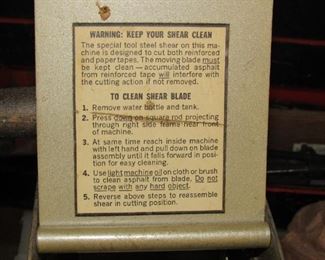 WARNING: KEEP YOUR SHEAR CLEAN
The special tool steel shear on this ma-
chine is designed to cut both reinforced
and paper tapes. The moving blade must
be kept clean — accumulated asphalt
from reinforced tape will interfere with
the cutting action if not removed.
TO CLEAN SHEAR BLADE
1. Remove water bottle and tank.
2. Press down on square rod projecting
through right side frame near front
of machine.
3. At same time reach inside machine
with left hand and pull down on blade
assembly until it falls forward in posi-
tion for easy cleaning.
4. Use light machine oil on cloth or brush
to clean asphalt from blade. Do not
scrape with any hard object.
5. Reverse above steps to reassemble
shear in cutting position.